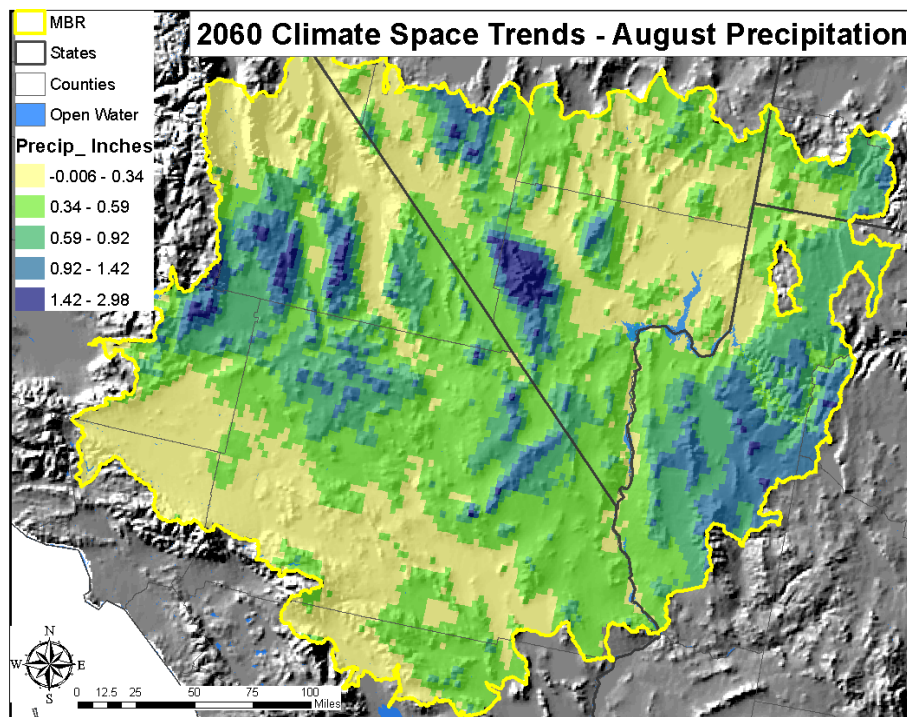 2060 Climate Space Trends - August Precipitation
MBR
States
Counties
Open Water
Precip_ Inches
-0.006 - 0.34
0.34 - 0.59
0.59 - 0.92
0.92 - 1.42
1.42 - 2.98
N
W E
S
0 12.5 25 50 75 100
Miles